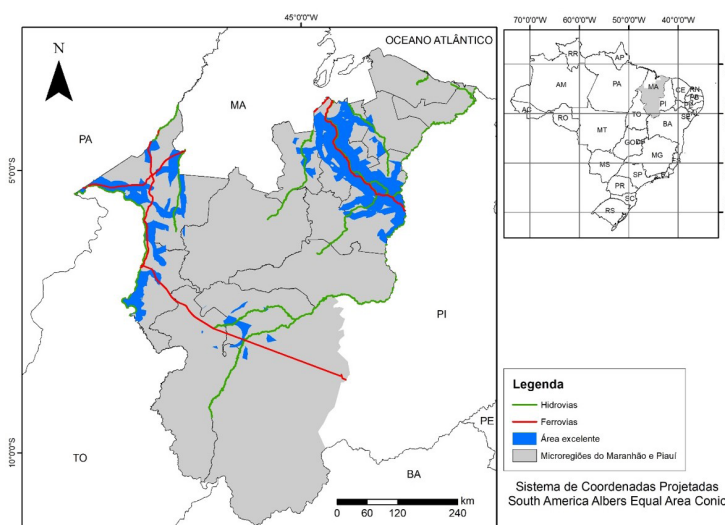 45°0'0"W
OCEANO ATLÂNTICO
N
MA
PA
5°0'0"S
PI
10°0'0"S
TO
BA
PE
km
0 60 120 240
70°0'0"W 60°0'0"W 50°0'0"W 40°0'0"W
RR
AP
AM
PA
MA
CE
RN
PB
PI
AC
RO
TO
SE
BA
MT
GO
DF
MG
MS
ES
SP
RJ
PR
SC
RS
Legenda
Hidrovias
Ferrovias
Área excelente
Microregiões do Maranhão e Piauí
Sistema de Coordenadas Projetadas
South America Albers Equal Area Conic